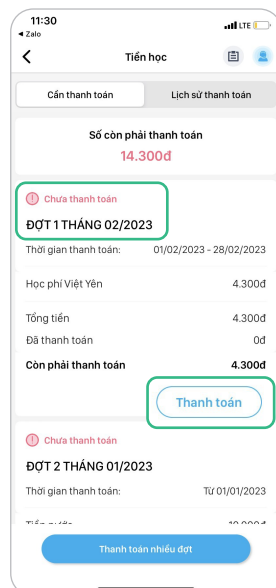 11:30
LTE
◄ Zalo
Tiền học
Cần thanh toán Lịch sử thanh toán
Số còn phải thanh toán
14.300đ
Chưa thanh toán
ĐỢT 1 THÁNG 02/2023
Thời gian thanh toán: 01/02/2023 - 28/02/2023
Học phí Việt Yên 4.300đ
Tổng tiền 4.300đ
Đã thanh toán 0đ
Còn phải thanh toán 4.300đ
Thanh toán
Chưa thanh toán
ĐỢT 2 THÁNG 01/2023
Thời gian thanh toán: Từ 01/01/2023
Tiền nước 10.000đ
Thanh toán nhiều đợt